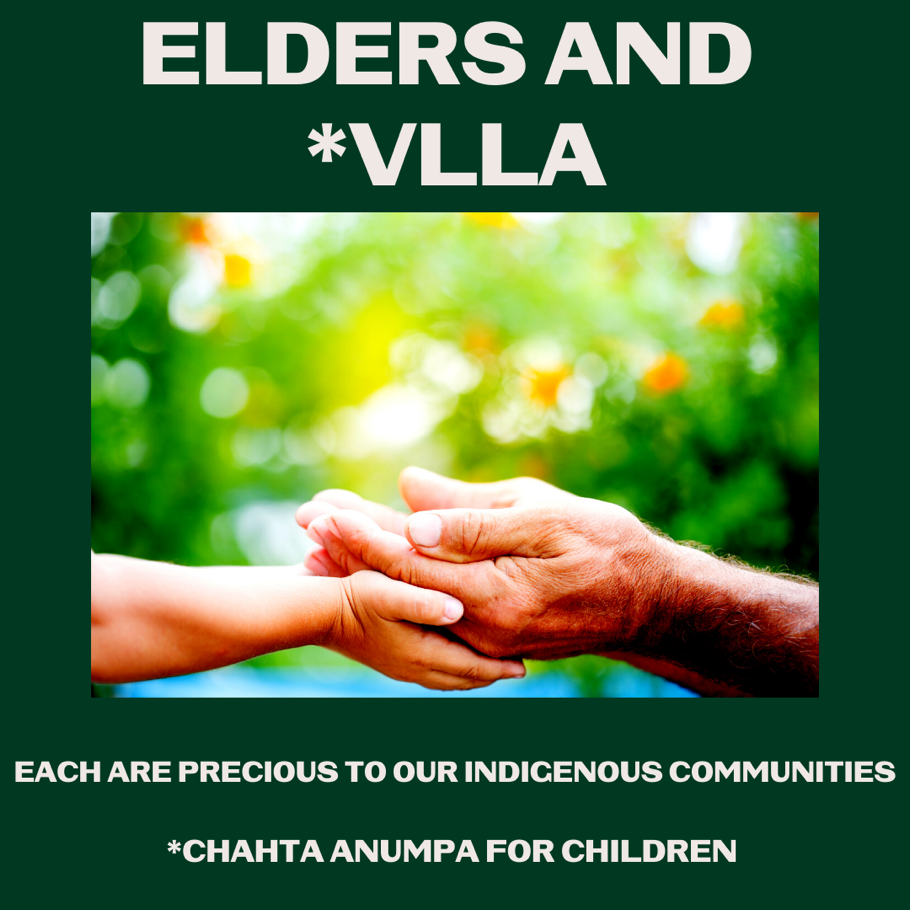 ELDERS AND
*VLLA
EACH ARE PRECIOUS TO OUR INDIGENOUS COMMUNITIES
*CHAHTA ANUMPA FOR CHILDREN